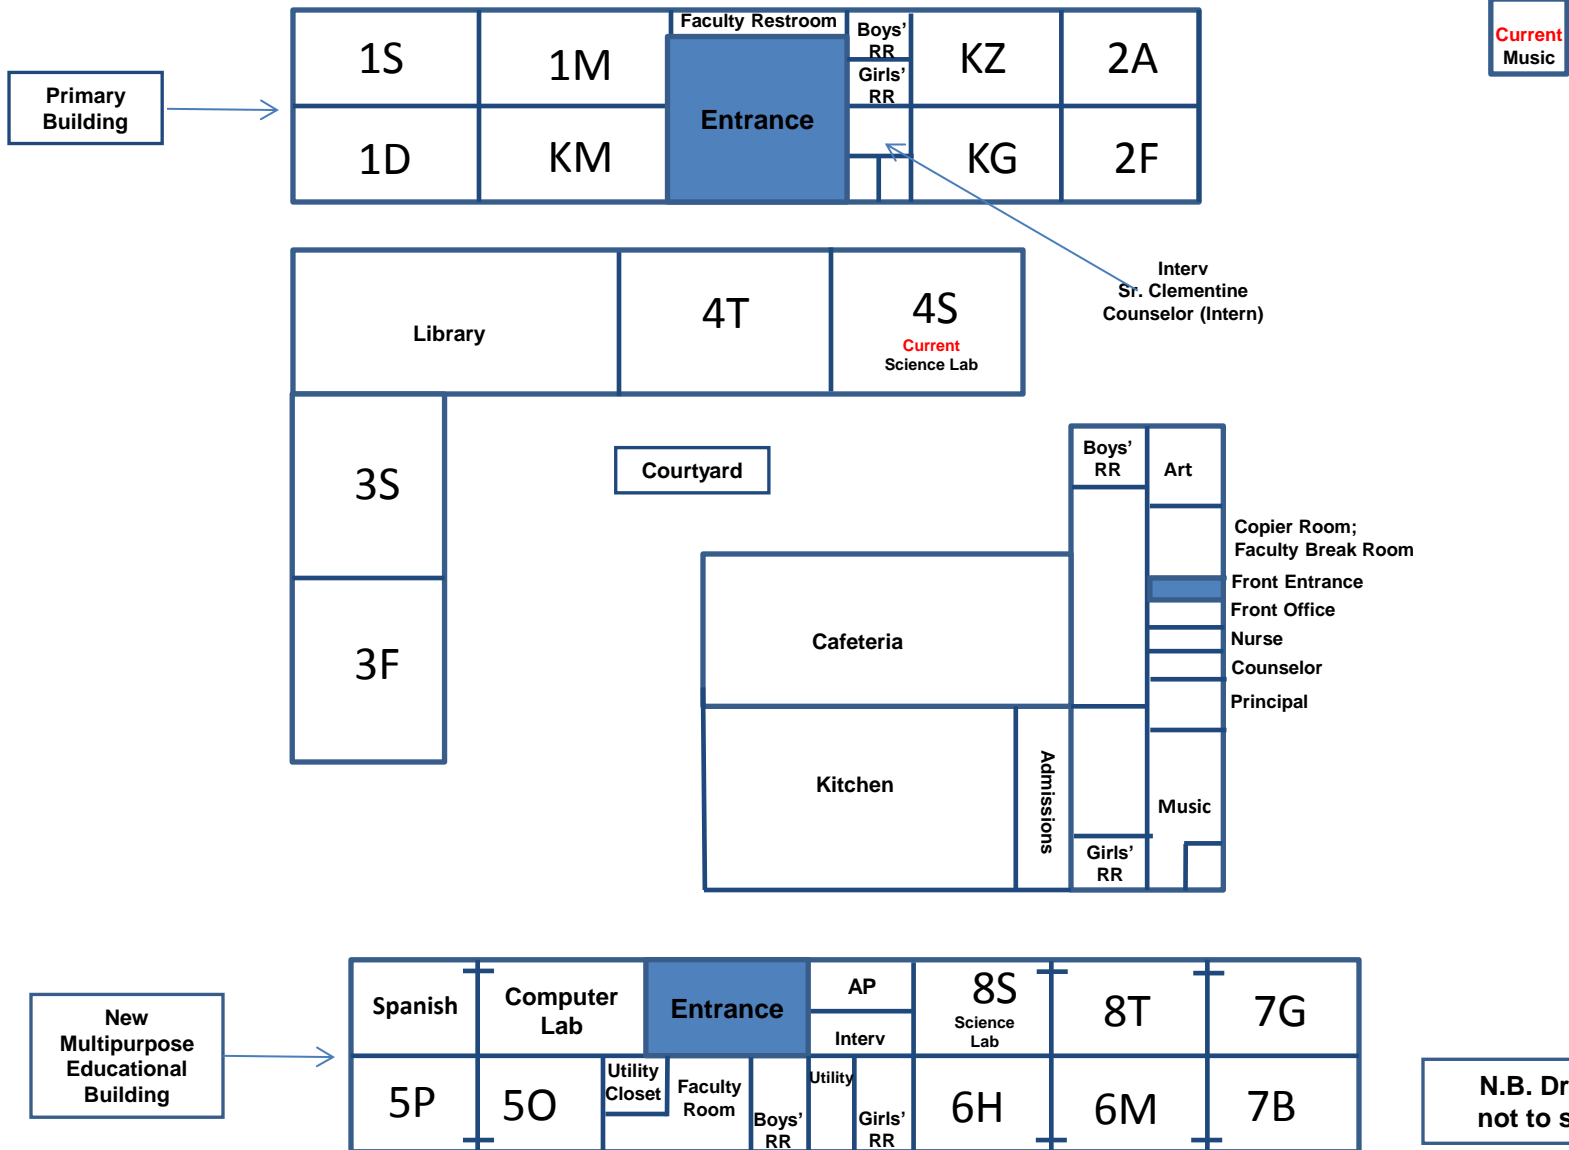 Faculty Restroom
Boys'
RR
Girls'
RR
1S
1M
KZ
2A
Current
Music
Primary
Building
Entrance
1D
KM
KG
2F
Interv
Sr. Clementine
Counselor (Intern)
Library
4T
4S
Current
Science Lab
3S
Courtyard
Boys'
RR
Art
Copier Room;
Faculty Break Room
Front Entrance
Front Office
Nurse
Counselor
Principal
3F
Cafeteria
Kitchen
Admissions
Music
Girls'
RR
New
Multipurpose
Educational
Building
Spanish
Computer
Lab
Entrance
AP
Interv
8S
Science
Lab
8T
7G
5P
5O
Utility
Closet
Faculty
Room
Boys'
RR
Utility
Girls'
RR
6H
6M
7B
N.B.
not to